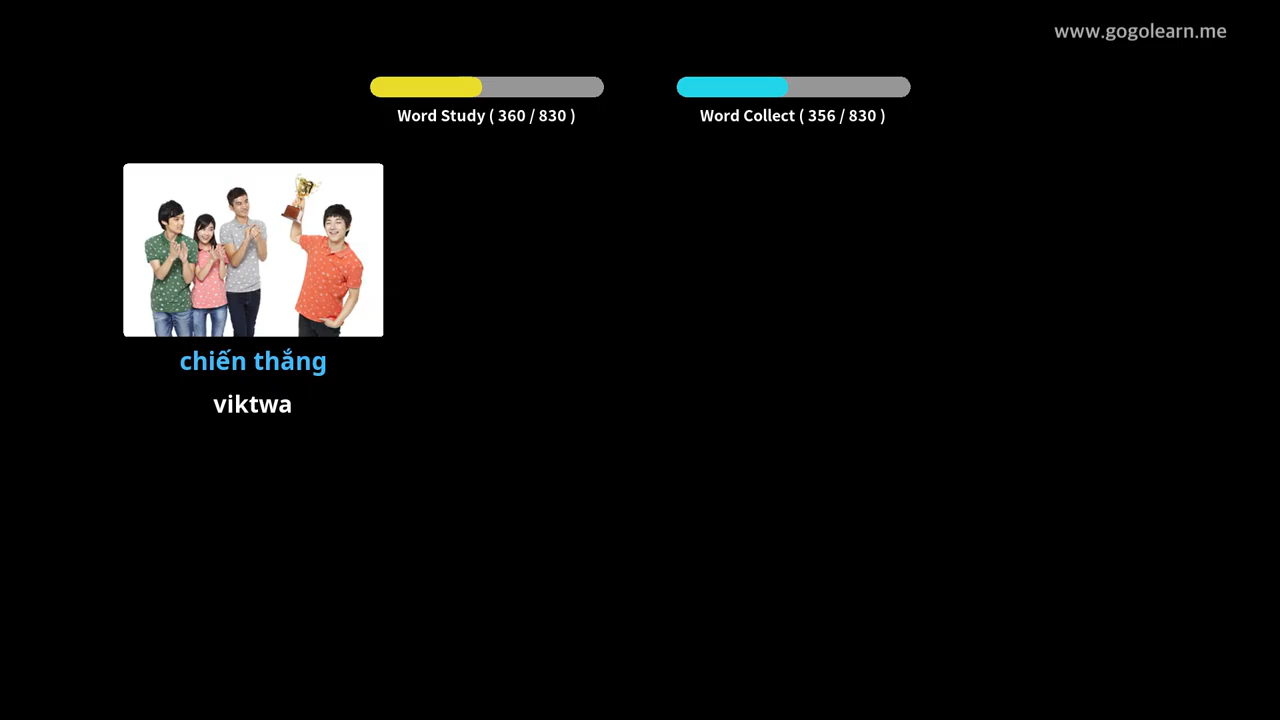 www.gogolearn.me
Word Study ( 360 / 830 )
Word Collect ( 356 / 830 )
chiến thắng
viktwa